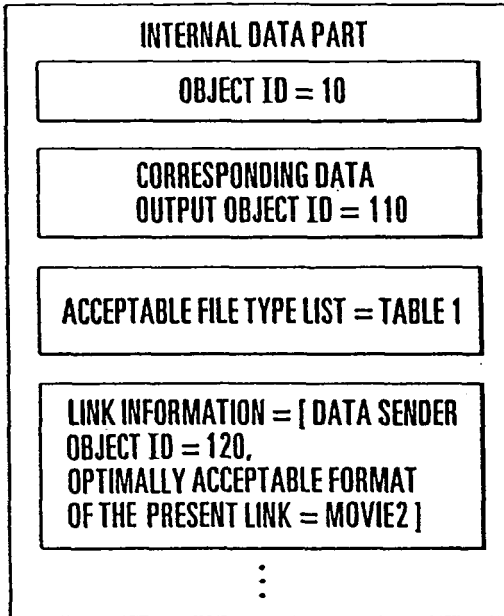 INTERNAL DATA PART
OBJECT ID = 10
CORRESPONDING DATA
OUTPUT OBJECT ID = 110
ACCEPTABLE FILE TYPE LIST = TABLE 1
LINK INFORMATION = [ DATA SENDER
OBJECT ID = 120,
OPTIMALLY ACCEPTABLE FORMAT
OF THE PRESENT LINK = MOVIE2 ]